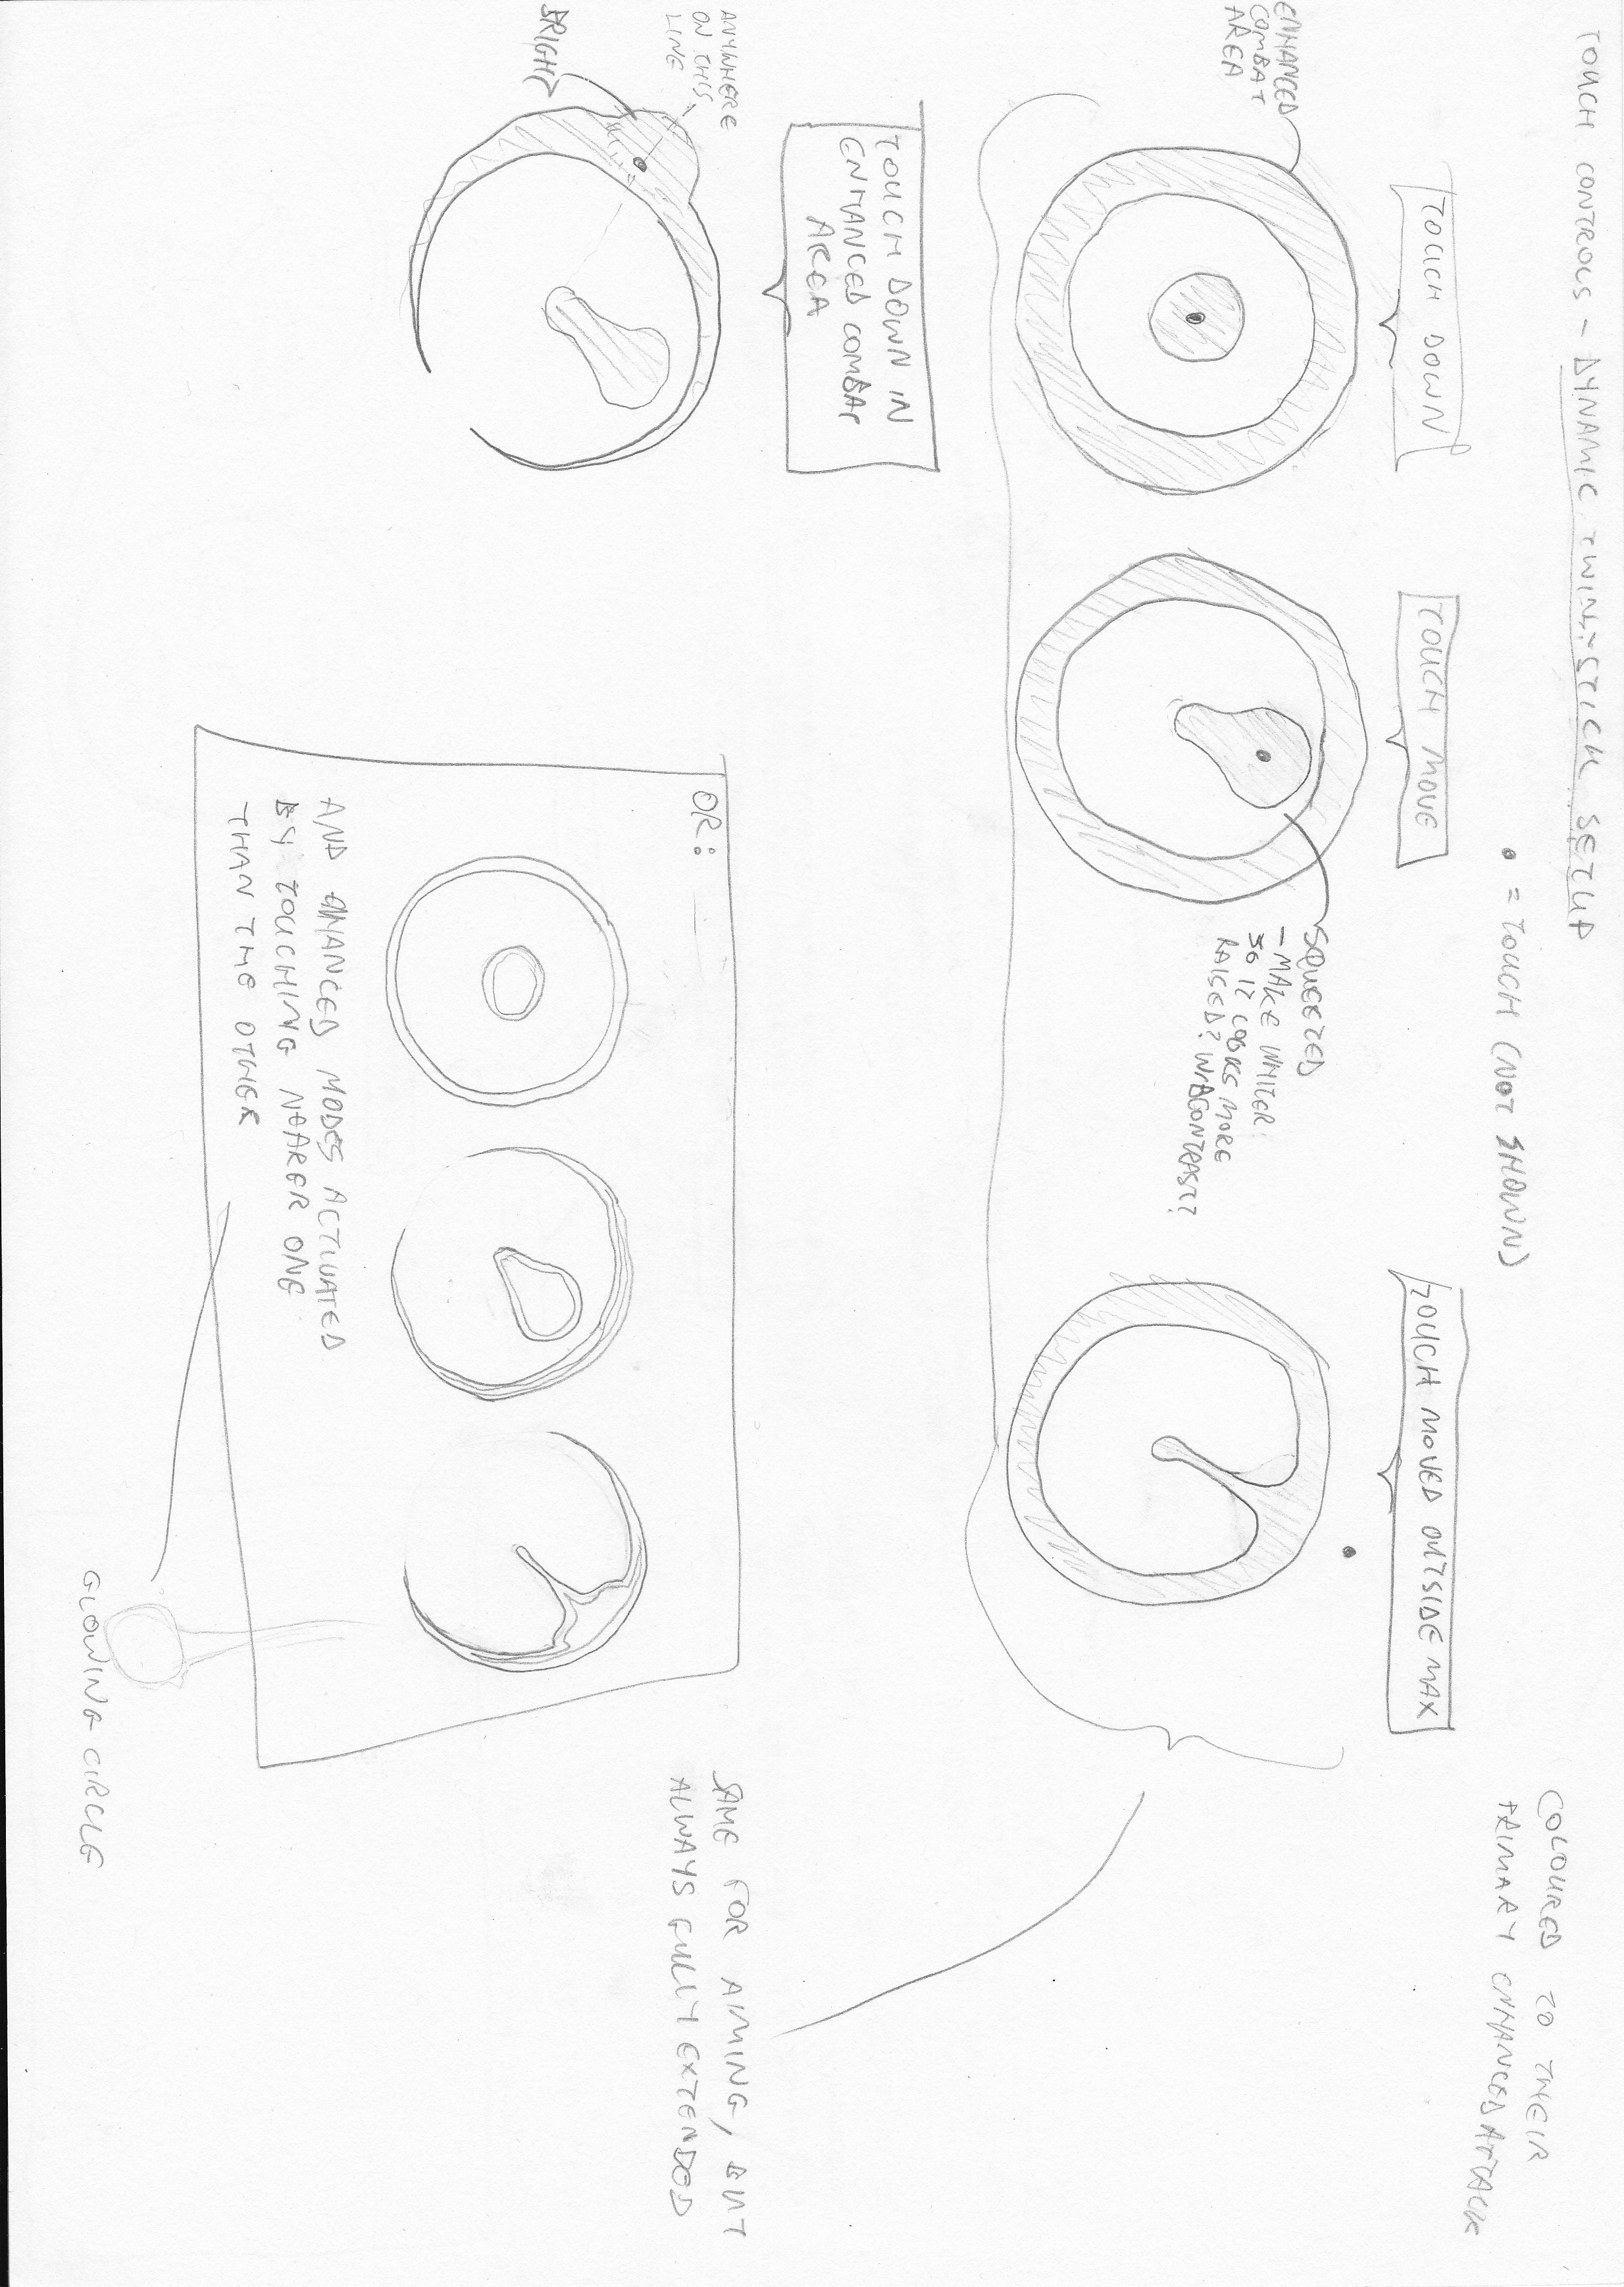 TOUCH CONTROLS - DYNAMIC TWIN-STICK SETUP
• = TOUCH (NOT SHOWN)
COLOURED TO THEIR
PRIMARY ENHANCED ATTACK
TOUCH DOWN
TOUCH MOVE
TOUCH MOVED OUTSIDE MAX
ENHANCED
COMBAT
AREA
SQUEEZED
- MAKE WHITER
SO IT LOOKS MORE
RAISED? W/ CONTRAST?
TOUCH DOWN IN
ENHANCED COMBAT
AREA
ANYWHERE
ON THIS
LINE
BRIGHT
SAME FOR AIMING, BUT
ALWAYS FULLY EXTENDED
OR:
AND ENHANCED MODES ACTUATED
BY TOUCHING NEARER ONE
THAN THE OTHER
GLOWING CIRCLE